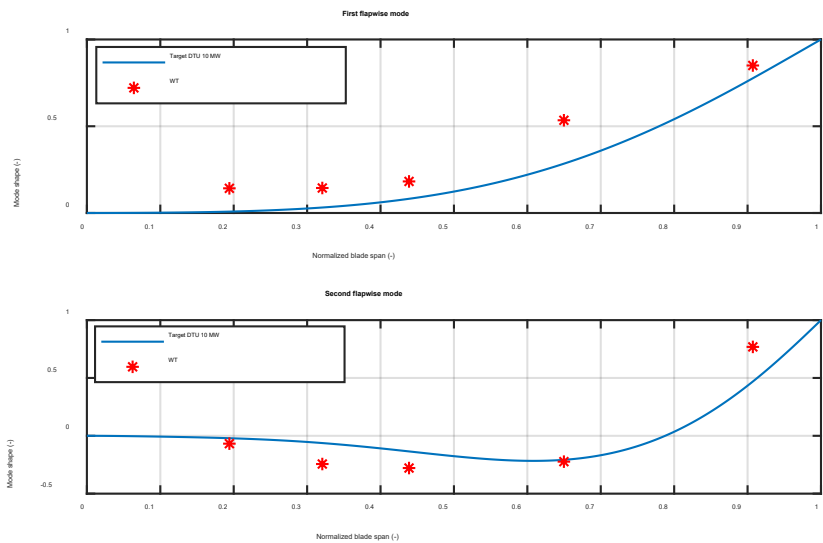 First flapwise mode
1
Target DTU 10 MW
WT
0.5
Mode shape (-)
0
0 0.1 0.2 0.3 0.4 0.5 0.6 0.7 0.8 0.9 1
Normalized blade span (-)
Second flapwise mode
1
Target DTU 10 MW
WT
0.5
0
Mode shape (-)
-0.5
0 0.1 0.2 0.3 0.4 0.5 0.6 0.7 0.8 0.9 1
Normalized blade span (-)